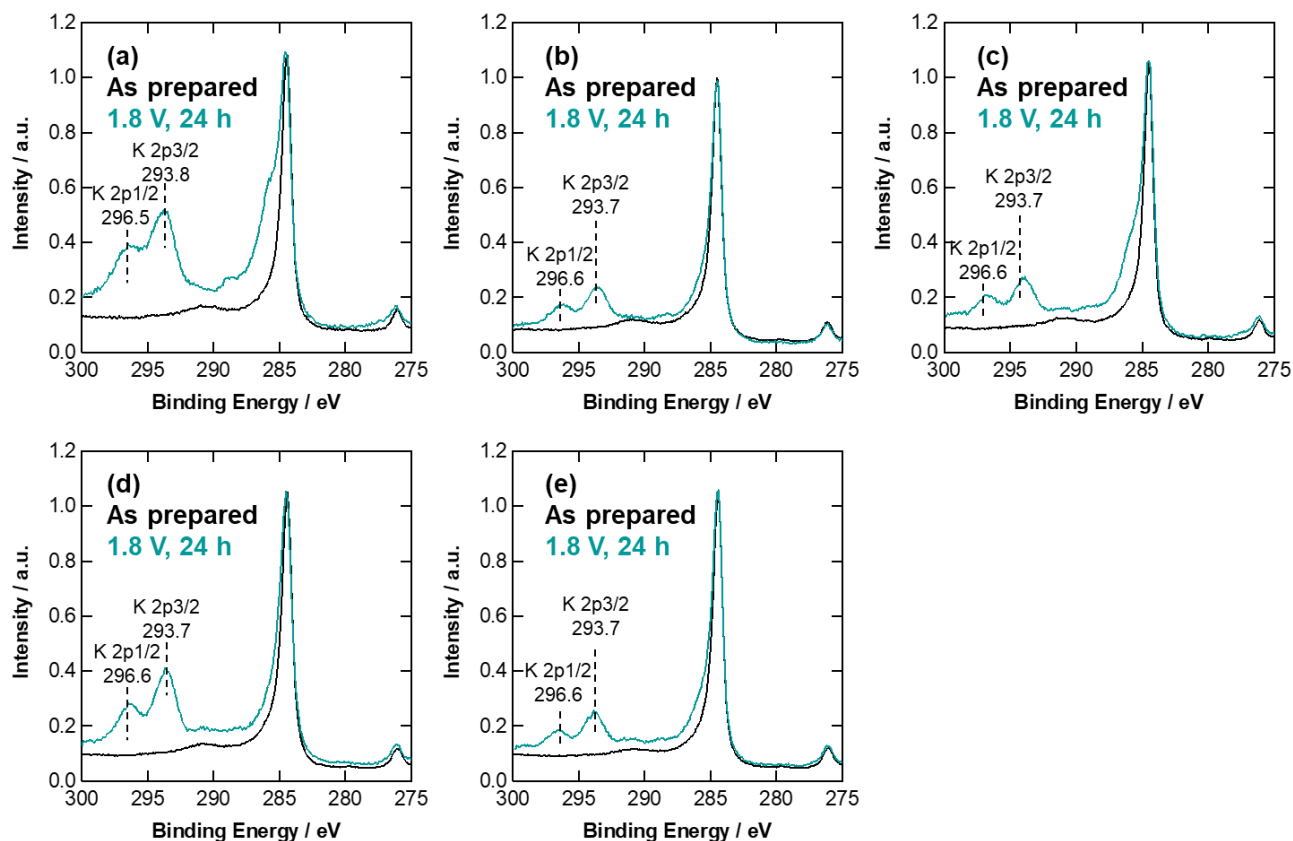 (a)
As prepared
1.8 V, 24 h
K 2p3/2
293.8
K 2p1/2
296.5
1.2
1.0
0.8
0.6
0.4
0.2
0.0
Intensity / a.u.
300 295 290 285 280 275
Binding Energy / eV
(b)
As prepared
1.8 V, 24 h
K 2p3/2
293.7
K 2p1/2
296.6
1.2
1.0
0.8
0.6
0.4
0.2
0.0
Intensity / a.u.
300 295 290 285 280 275
Binding Energy / eV
(c)
As prepared
1.8 V, 24 h
K 2p3/2
293.7
K 2p1/2
296.6
1.2
1.0
0.8
0.6
0.4
0.2
0.0
Intensity / a.u.
300 295 290 285 280 275
Binding Energy / eV
(d)
As prepared
1.8 V, 24 h
K 2p3/2
293.7
K 2p1/2
296.6
1.2
1.0
0.8
0.6
0.4
0.2
0.0
Intensity / a.u.
300 295 290 285 280 275
Binding Energy / eV
(e)
As prepared
1.8 V, 24 h
K 2p3/2
293.7
K 2p1/2
296.6
1.2
1.0
0.8
0.6
0.4
0.2
0.0
Intensity / a.u.
300 295 290 285 280 275
Binding Energy / eV